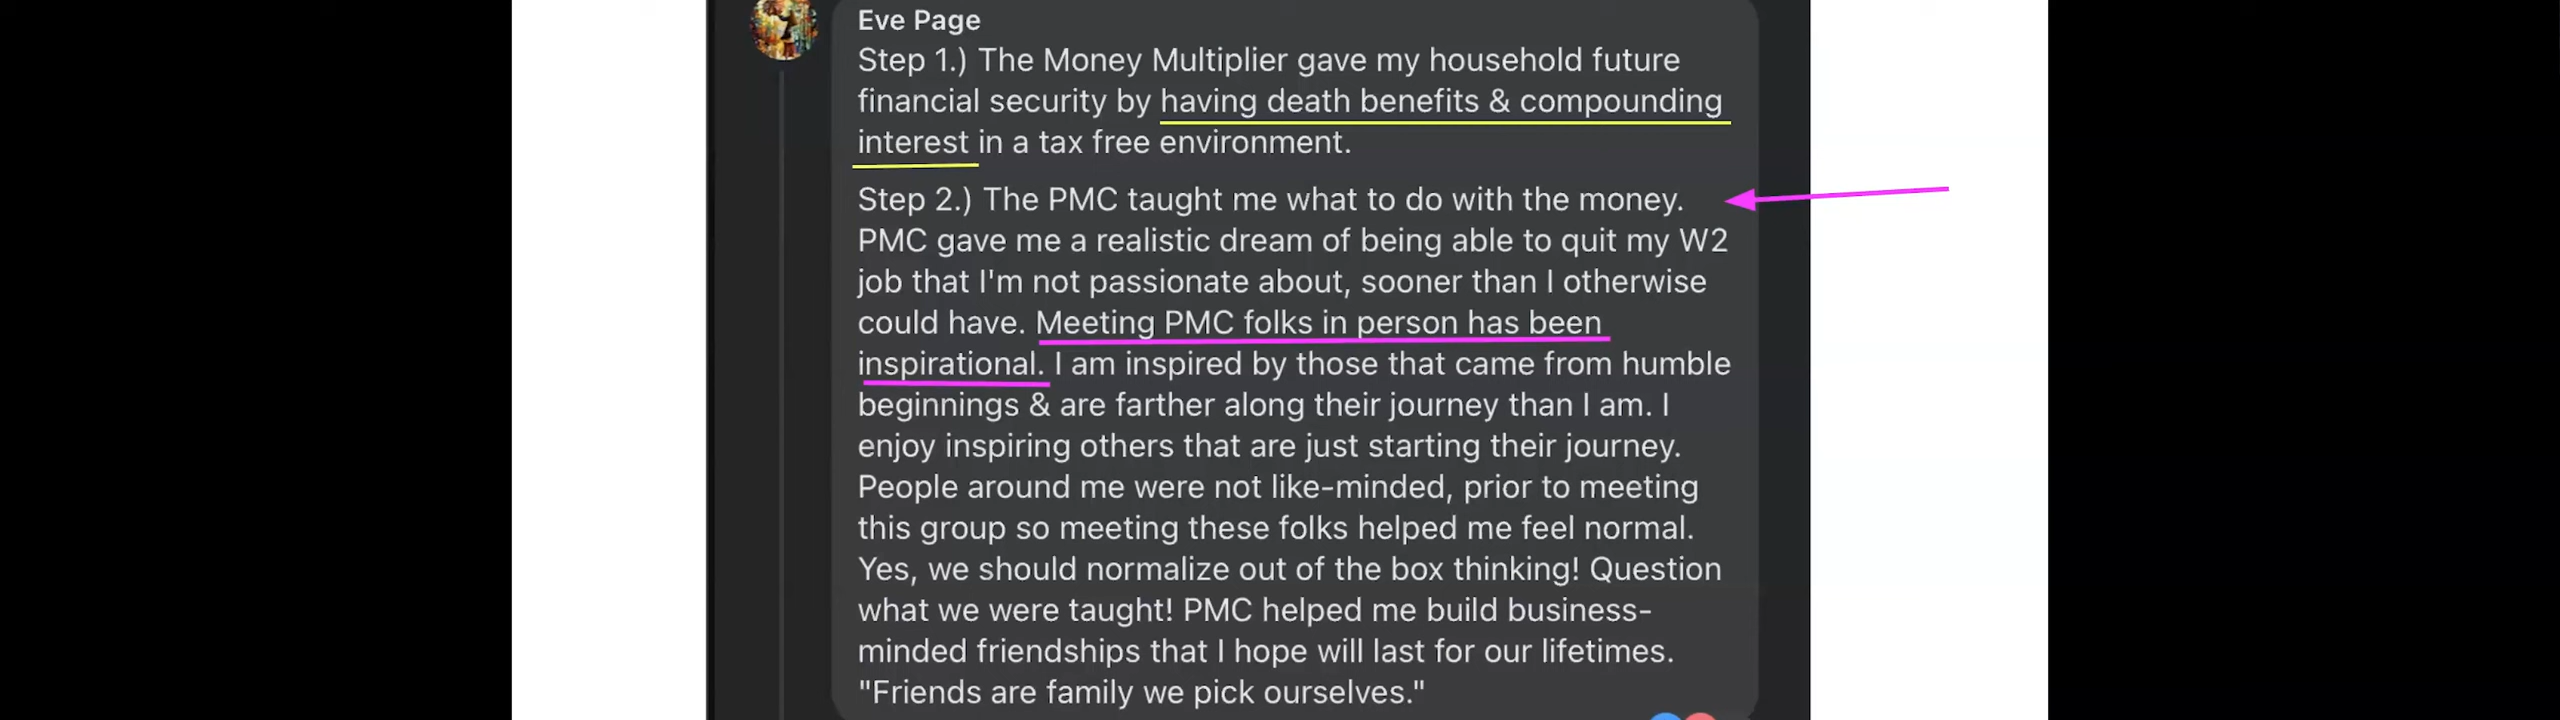 Eve Page
Step 1.) The Money Multiplier gave my household future
financial security by having death benefits & compounding
interest in a tax free environment.
Step 2.) The PMC taught me what to do with the money.
PMC gave me a realistic dream of being able to quit my W2
job that I'm not passionate about, sooner than I otherwise
could have. Meeting PMC folks in person has been
inspirational. I am inspired by those that came from humble
beginnings & are farther along their journey than I am. I
enjoy inspiring others that are just starting their journey.
People around me were not like-minded, prior to meeting
this group so meeting these folks helped me feel normal.
Yes, we should normalize out of the box thinking! Question
what we were taught! PMC helped me build business-
minded friendships that I hope will last for our lifetimes.
"Friends are family we pick ourselves."